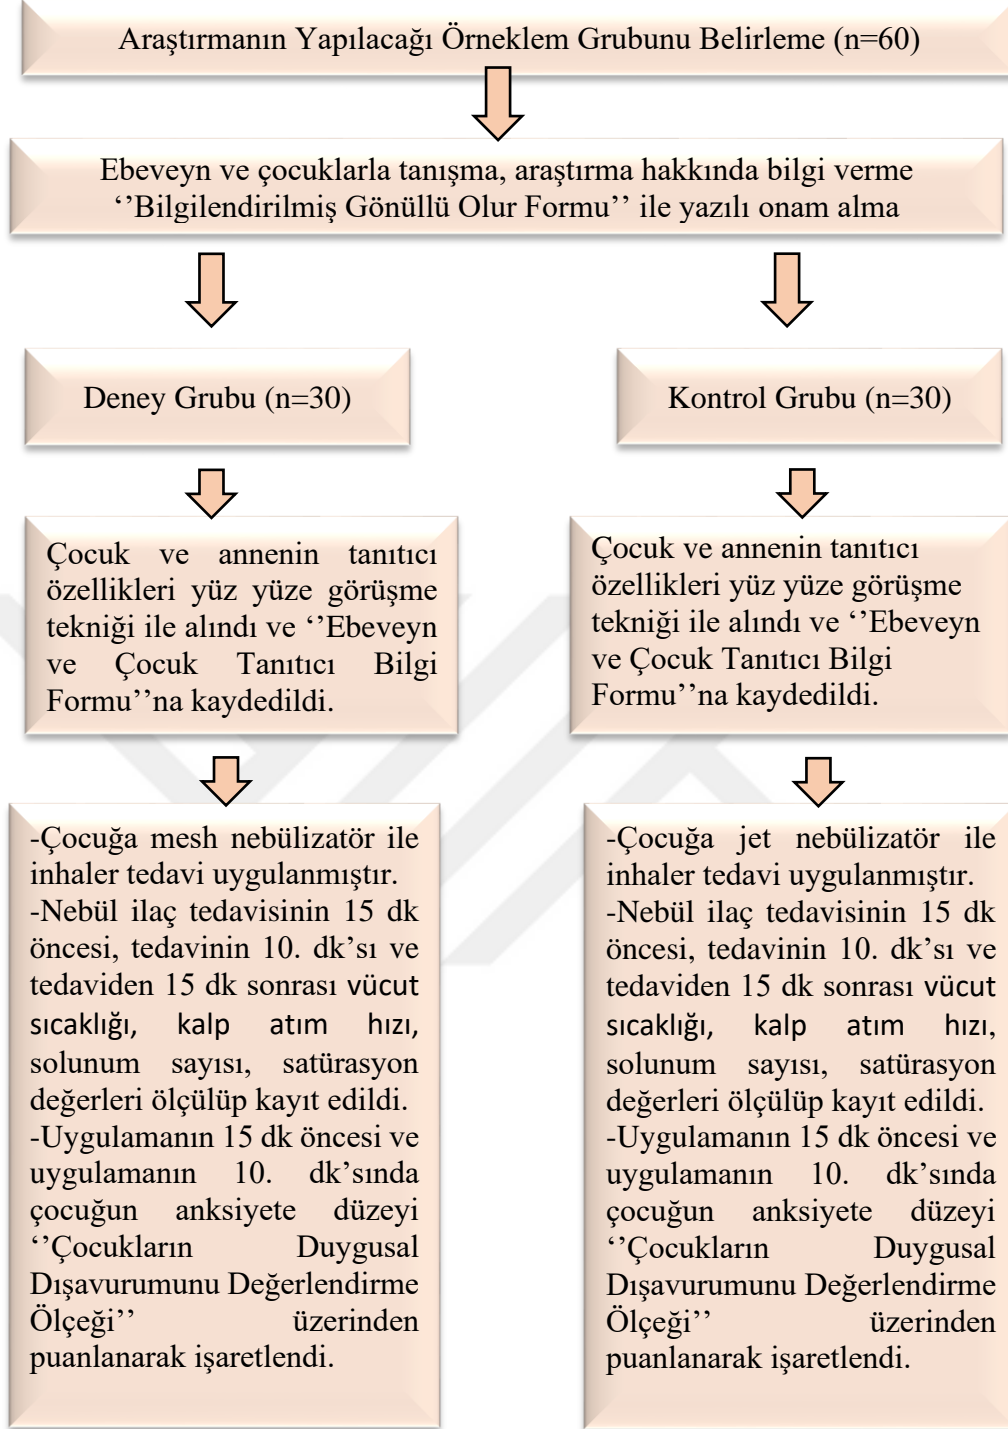 Araştırmanın Yapılacağı Örneklem Grubunu Belirleme (n=60)
Ebeveyn ve çocuklarla tanışma, araştırma hakkında bilgi verme
‘’Bilgilendirilmiş Gönüllü Olur Formu’’ ile yazılı onam alma
Deney Grubu (n=30)
Kontrol Grubu (n=30)
Çocuk ve annenin tanıtıcı
özellikleri yüz yüze görüşme
tekniği ile alındı ve ‘’Ebeveyn
ve Çocuk Tanıtıcı Bilgi
Formu’’na kaydedildi.
Çocuk ve annenin tanıtıcı
özellikleri yüz yüze görüşme
tekniği ile alındı ve ‘’Ebeveyn
ve Çocuk Tanıtıcı Bilgi
Formu’’na kaydedildi.
-Çocuğa mesh nebülizatör ile
inhaler tedavi uygulanmıştır.
-Nebül ilaç tedavisinin 15 dk
öncesi, tedavinin 10. dk’sı ve
tedaviden 15 dk sonrası vücut
sıcaklığı, kalp atım hızı,
solunum sayısı, satürasyon
değerleri ölçülüp kayıt edildi.
-Uygulamanın 15 dk öncesi ve
uygulamanın 10. dk’sında
çocuğun anksiyete düzeyi
‘’Çocukların Duygusal
Dışavurumunu Değerlendirme
Ölçeği’’ üzerinden
puanlanarak işaretlendi.
-Çocuğa jet nebülizatör ile
inhaler tedavi uygulanmıştır.
-Nebül ilaç tedavisinin 15 dk
öncesi, tedavinin 10. dk’sı ve
tedaviden 15 dk sonrası vücut
sıcaklığı, kalp atım hızı,
solunum sayısı, satürasyon
değerleri ölçülüp kayıt edildi.
-Uygulamanın 15 dk öncesi ve
uygulamanın 10. dk’sında
çocuğun anksiyete düzeyi
‘’Çocukların Duygusal
Dışavurumunu Değerlendirme
Ölçeği’’ üzerinden
puanlanarak işaretlendi.